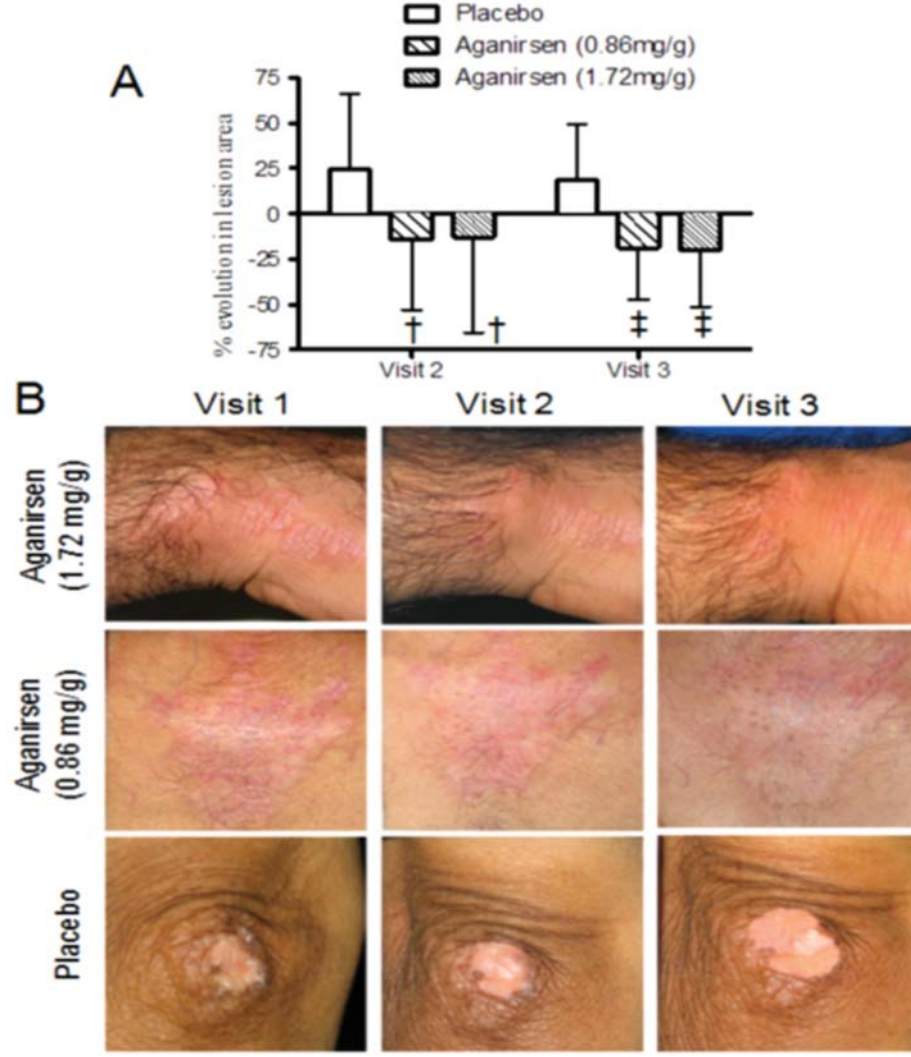 Placebo
Aganirsen (0.86mg/g)
Aganirsen (1.72mg/g)
A
% evolution in lesion area
75
50
25
0
-25
-50
-75
†
†
‡
‡
Visit 2
Visit 3
B
Visit 1
Visit 2
Visit 3
Aganirsen
(1.72 mg/g)
Aganirsen
(0.86 mg/g)
Placebo